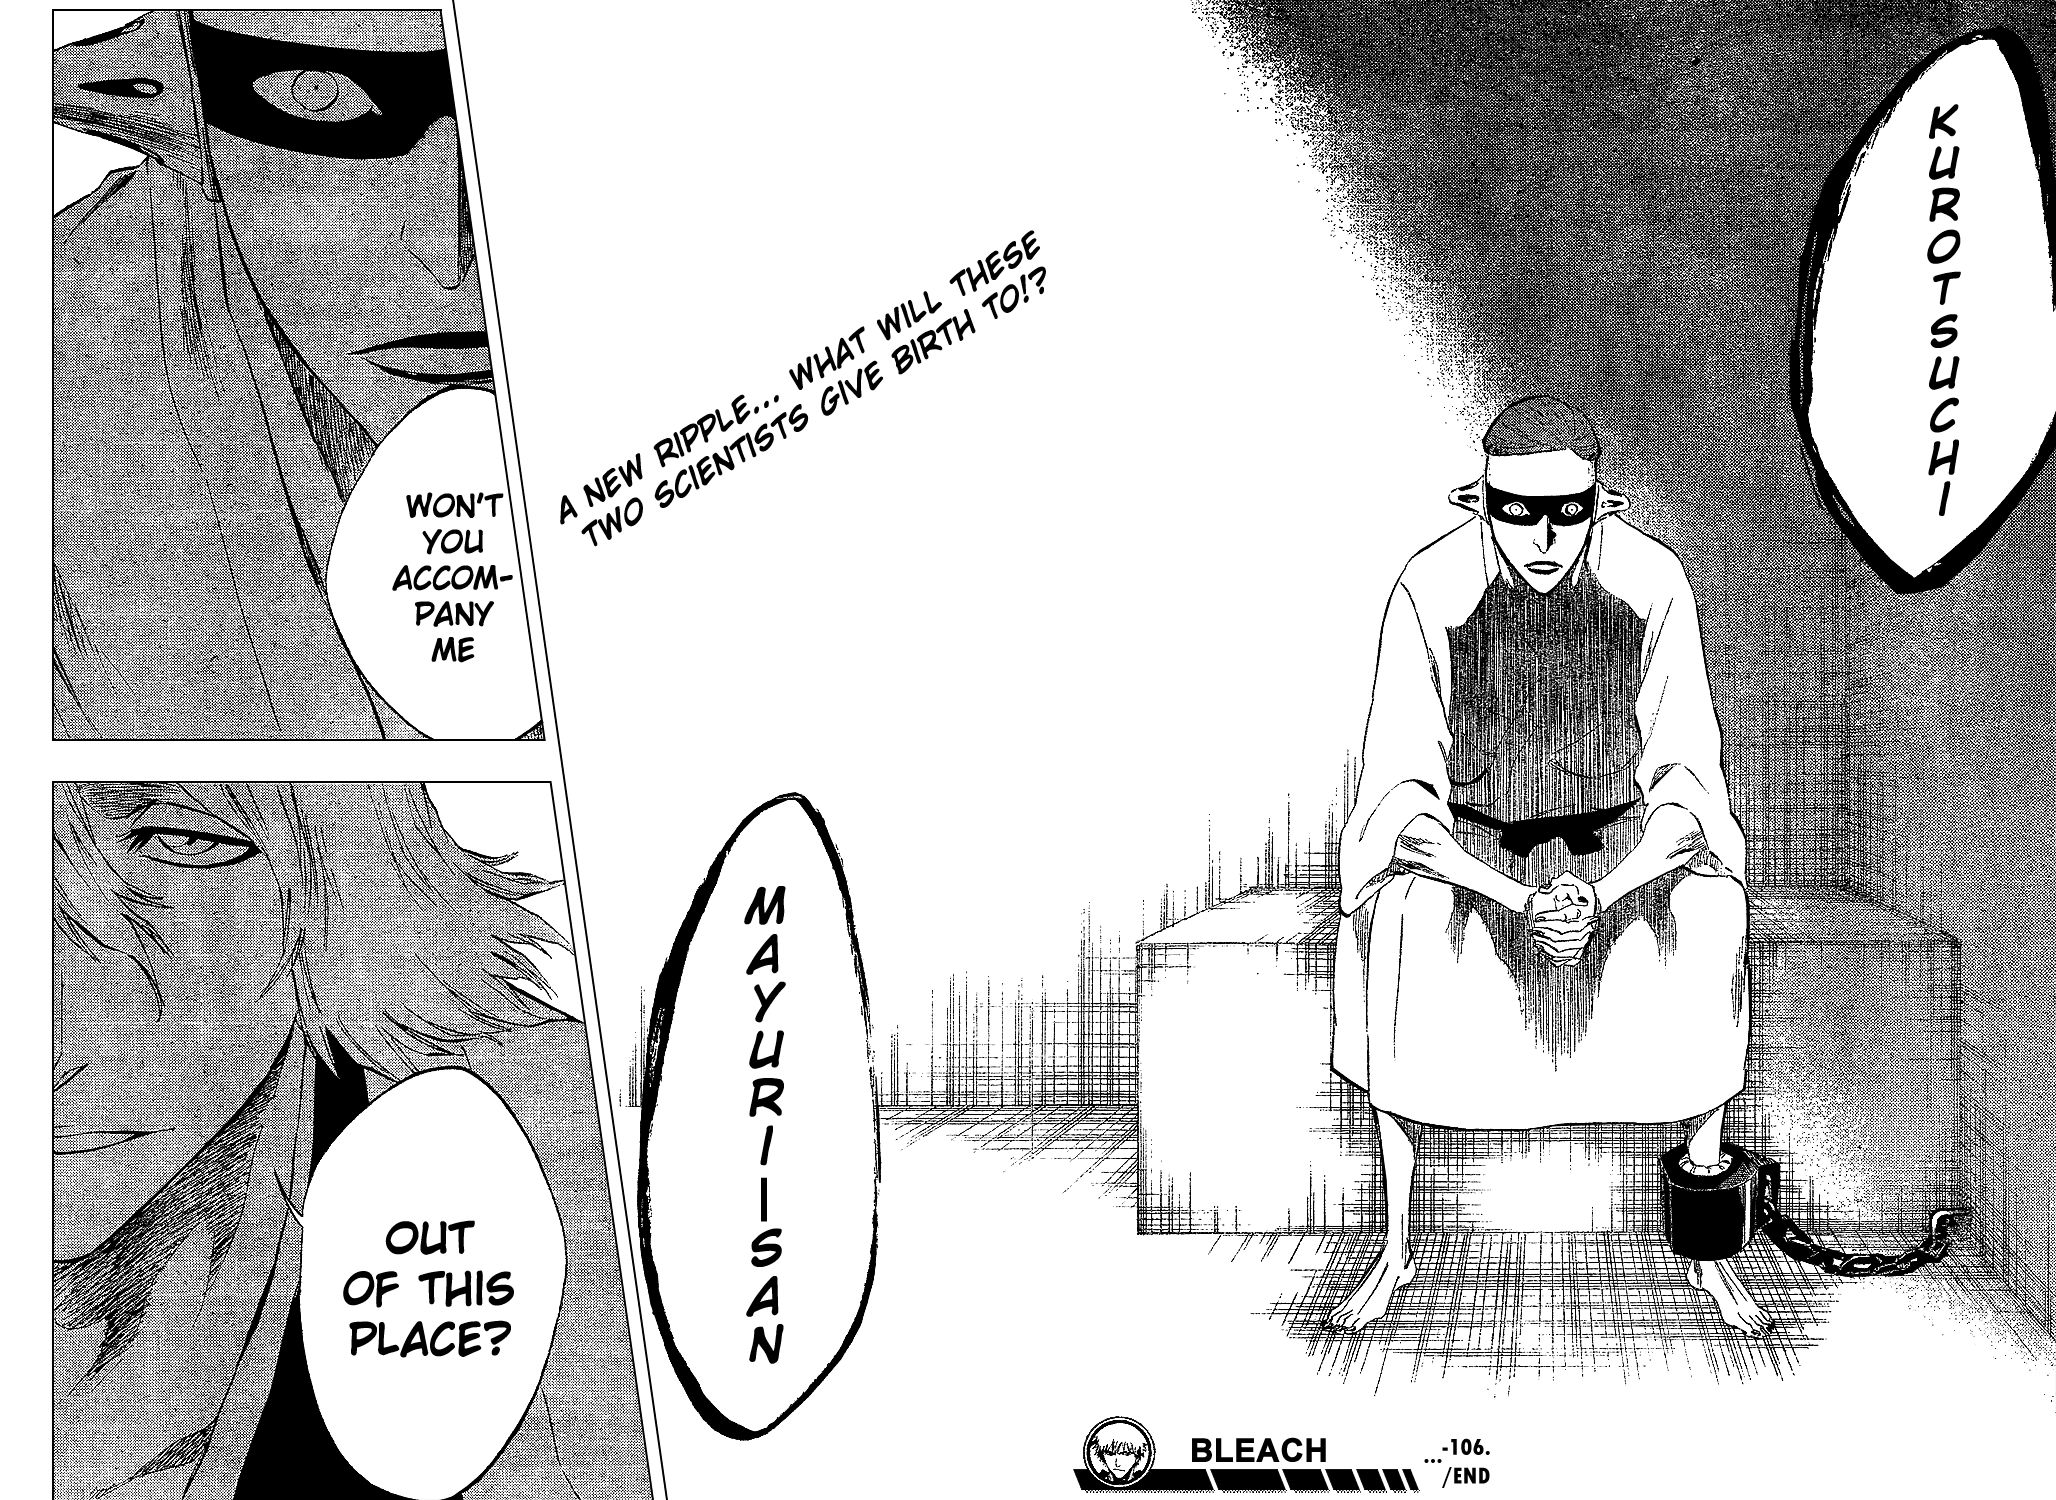 KUROTSUCHI
MAYURI-SAN
A NEW RIPPLE... WHAT WILL THESE
TWO SCIENTISTS GIVE BIRTH TO!?
WON'T
YOU
ACCOM-
PANY
ME
OUT
OF THIS
PLACE?
BLEACH
...-106.
/END